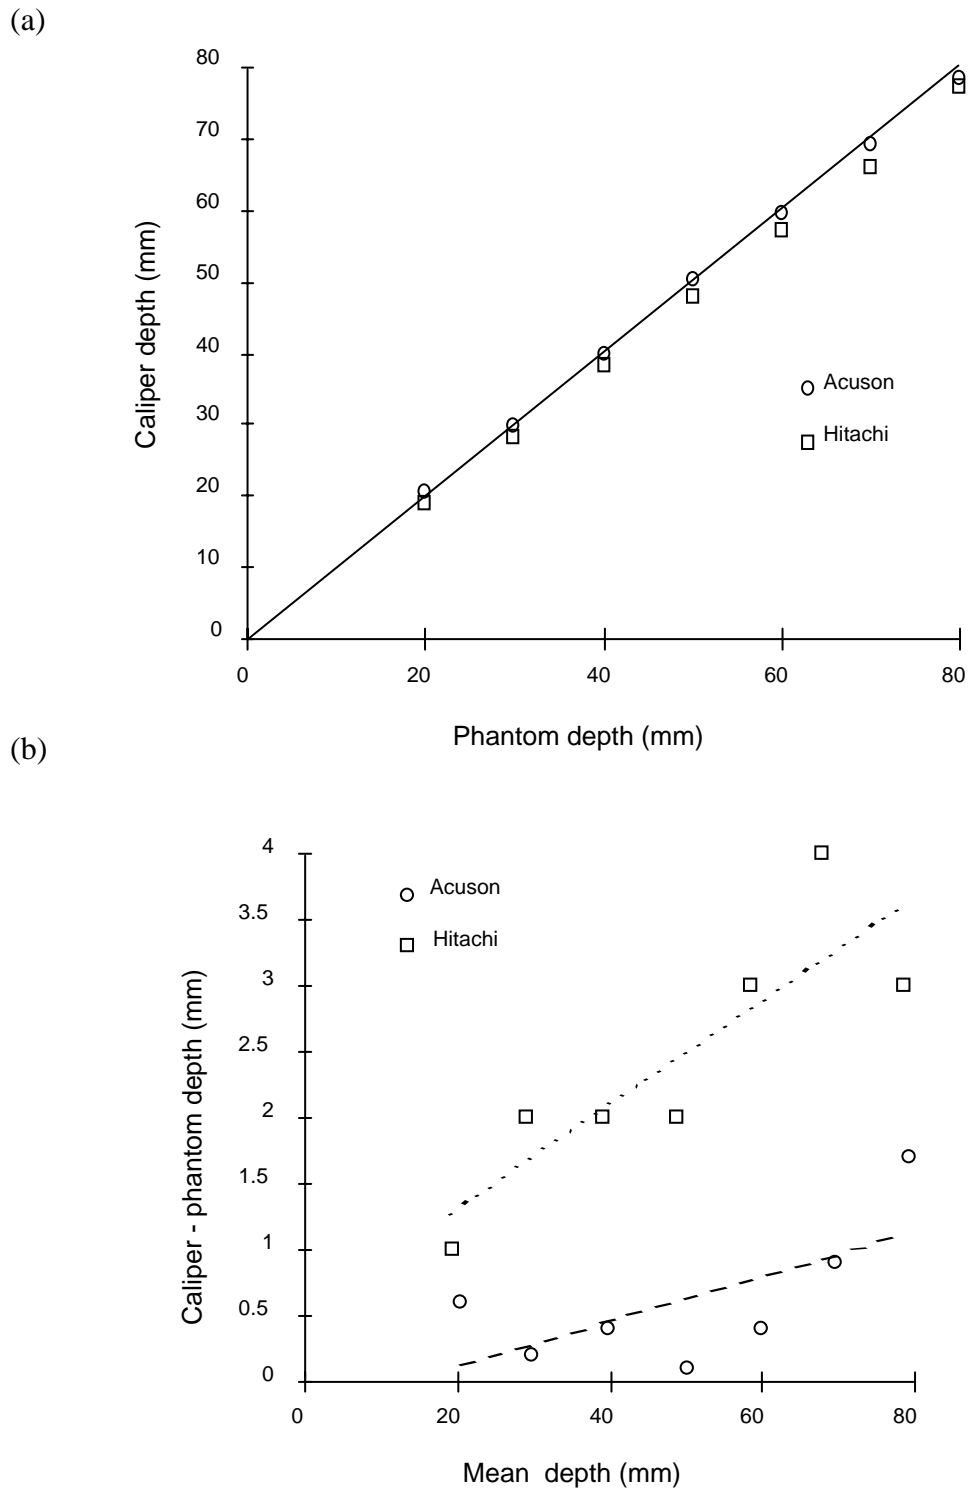 (a)
80
70
60
50
40
30
20
10
0
Caliper depth (mm)
Acuson
Hitachi
0 20 40 60 80
Phantom depth (mm)
(b)
4
3.5
3
2.5
2
1.5
1
0.5
0
Caliper - phantom depth (mm)
Acuson
Hitachi
0 20 40 60 80
Mean depth (mm)